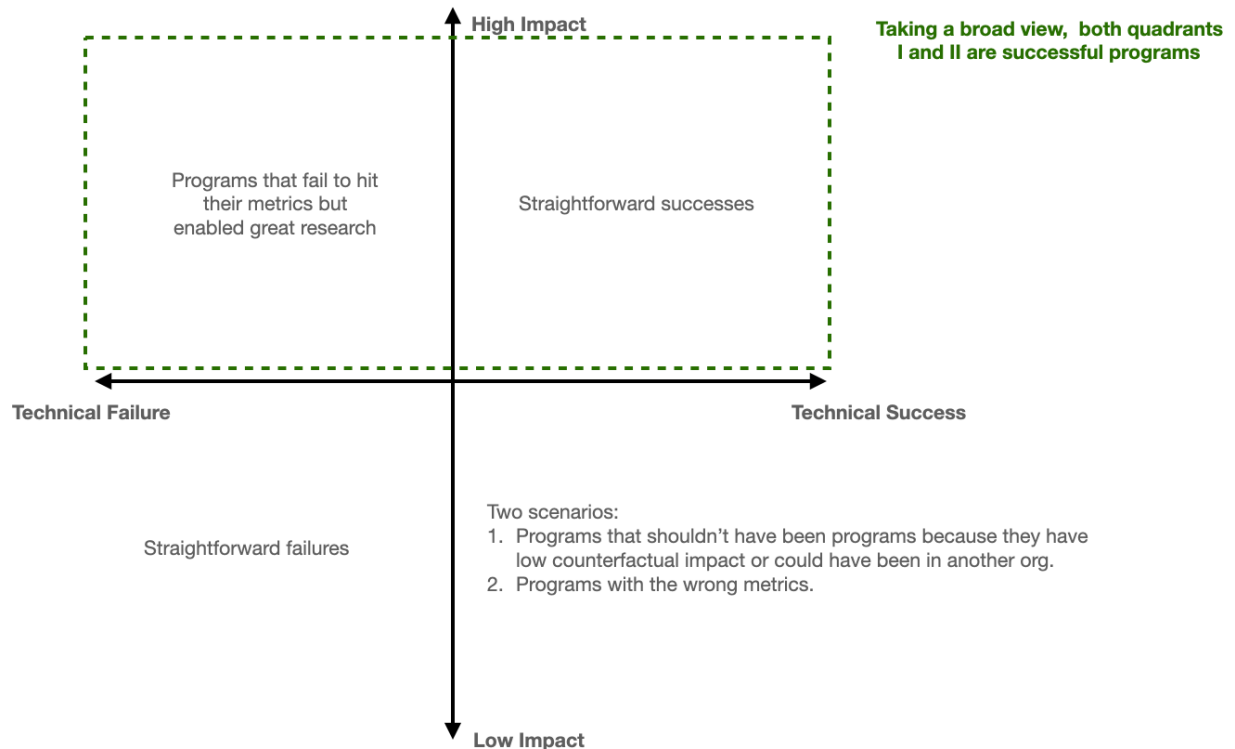 High Impact
Taking a broad view,  both quadrants
I and II are successful programs
Programs that fail to hit
their metrics but
enabled great research
Straightforward successes
Technical Failure
Technical Success
Straightforward failures
Two scenarios:
1. Programs that shouldn’t have been programs because they have
low counterfactual impact or could have been in another org.
2. Programs with the wrong metrics.
Low Impact